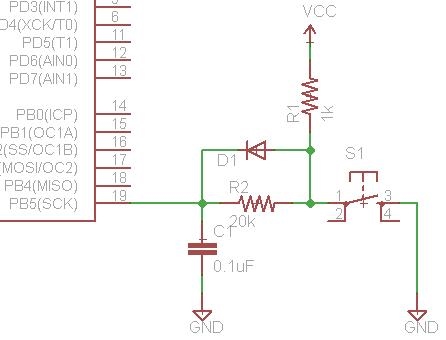 PD3(INT1)
D4(XCK/T0) 6
PD5(T1) 11
PD6(AIN0) 12
PD7(AIN1) 13
PB0(ICP) 14
PB1(OC1A) 15
2(SS/OC1B) 16
(MOSI/OC2) 17
PB4(MISO) 18
PB5(SCK) 19
VCC
R1
1k
D1
S1
R2
20k
1 3
2 4
C1
0.1uF
GND
GND